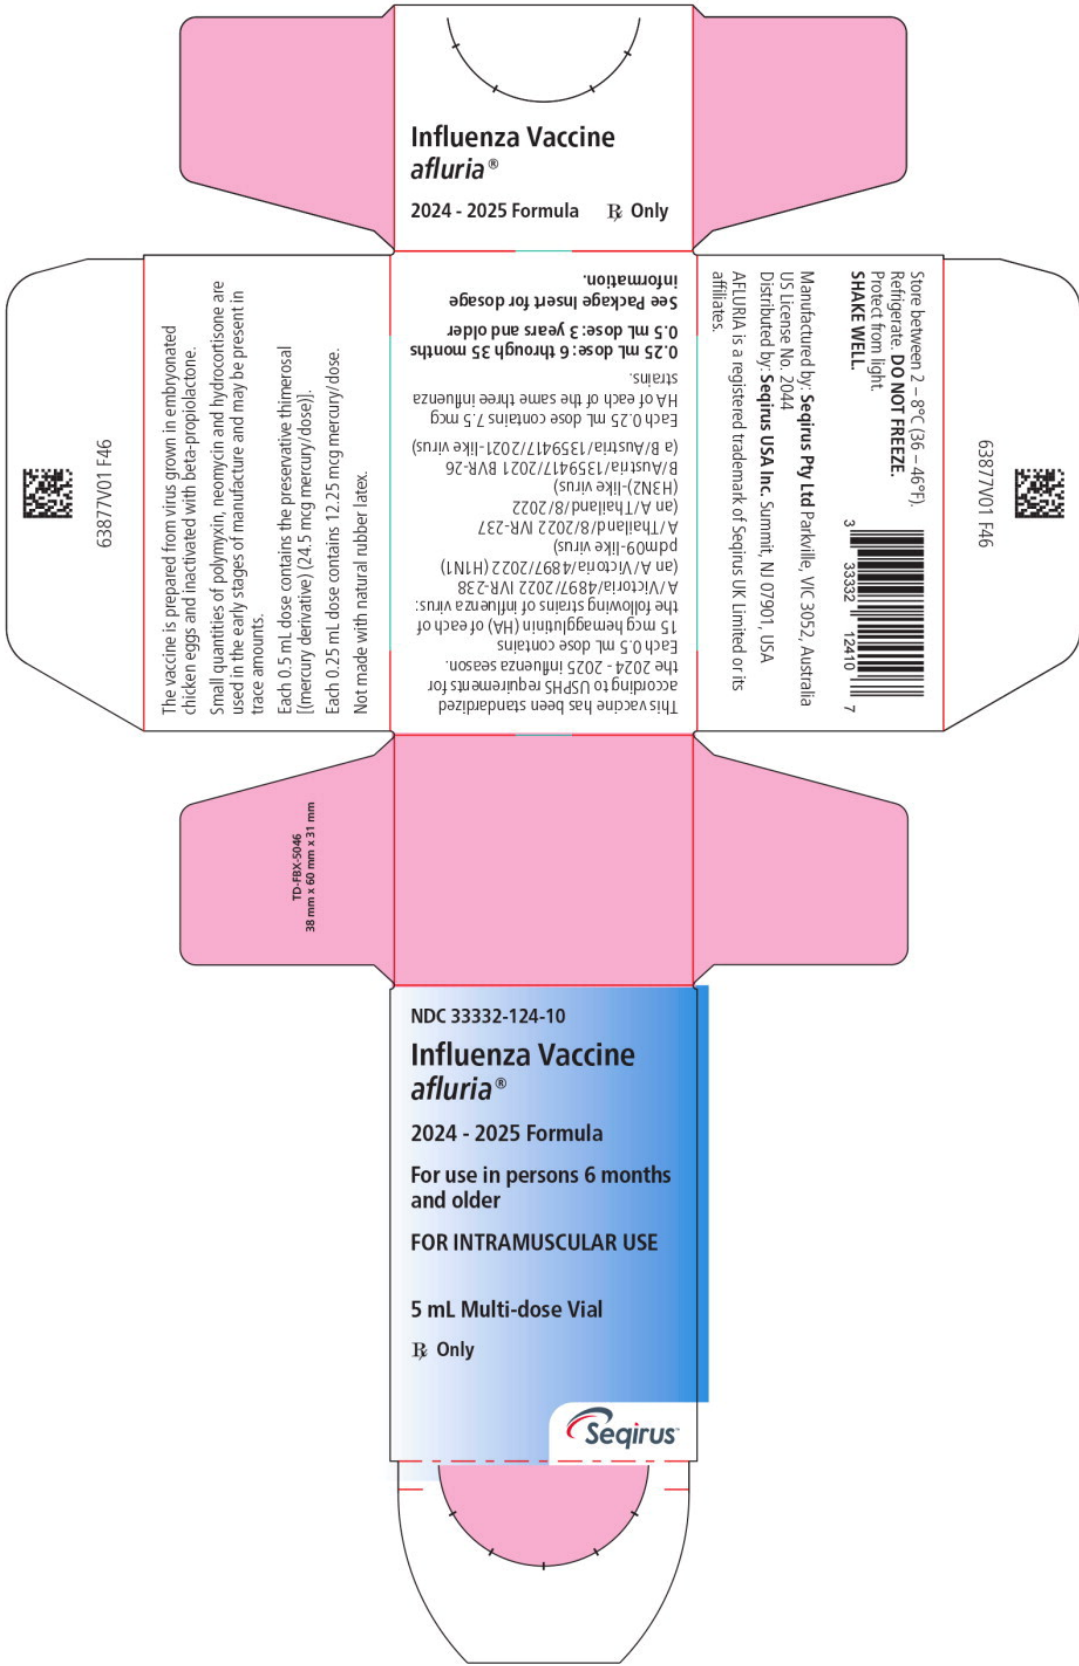 Influenza Vaccine
afluria®
2024 - 2025 Formula ℞ Only
63877V01 F46
The vaccine is prepared from virus grown in embryonated
chicken eggs and inactivated with beta-propiolactone.
Small quantities of polymyxin, neomycin and hydrocortisone are
used in the early stages of manufacture and may be present in
trace amounts.
Each 0.5 mL dose contains the preservative thimerosal
[(mercury derivative) (24.5 mcg mercury/dose)].
Each 0.25 mL dose contains 12.25 mcg mercury/dose.
Not made with natural rubber latex.
This vaccine has been standardized
according to USPHS requirements for
the 2024 - 2025 influenza season.
Each 0.5 mL dose contains
15 mcg hemagglutinin (HA) of each of
the following strains of influenza virus:
A/Victoria/4897/2022 IVR-238
(an A/Victoria/4897/2022 (H1N1)
pdm09-like virus)
A/Thailand/8/2022 IVR-237
(an A/Thailand/8/2022
(H3N2)-like virus)
B/Austria/1359417/2021 BVR-26
(a B/Austria/1359417/2021-like virus)
Each 0.25 mL dose contains 7.5 mcg
HA of each of the same three influenza
strains.
0.25 mL dose: 6 through 35 months
0.5 mL dose: 3 years and older
See Package Insert for dosage
information.
Store between 2 – 8°C (36 – 46°F).
Refrigerate. DO NOT FREEZE.
Protect from light.
SHAKE WELL.
Manufactured by: Seqirus Pty Ltd Parkville, VIC 3052, Australia
US License No. 2044
Distributed by: Seqirus USA Inc. Summit, NJ 07901, USA
AFLURIA is a registered trademark of Seqirus UK Limited or its
affiliates.
3 33332 12410 7
63877V01 F46
TD-FBX-5046
38 mm x 60 mm x 31 mm
NDC 33332-124-10
Influenza Vaccine
afluria®
2024 - 2025 Formula
For use in persons 6 months
and older
FOR INTRAMUSCULAR USE
5 mL Multi-dose Vial
℞ Only
Seqirus™